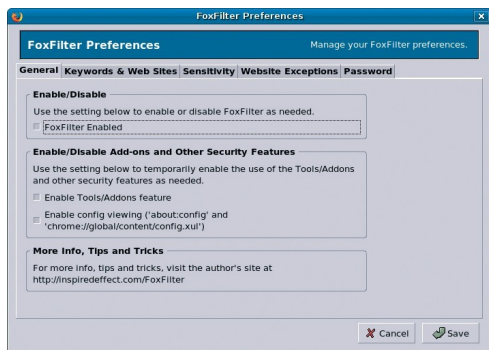 FoxFilter Preferences
FoxFilter Preferences
Manage your FoxFilter preferences.
General Keywords & Web Sites Sensitivity Website Exceptions Password
Enable/Disable
Use the setting below to enable or disable FoxFilter as needed.
FoxFilter Enabled
Enable/Disable Add-ons and Other Security Features
Use the setting below to temporarily enable the use of the Tools/Addons
and other security features as needed.
Enable Tools/Addons feature
Enable config viewing ('about:config' and
'chrome://global/content/config.xul')
More Info, Tips and Tricks
For more info, tips and tricks, visit the author's site at
http://inspiredeffect.com/FoxFilter
Cancel Save